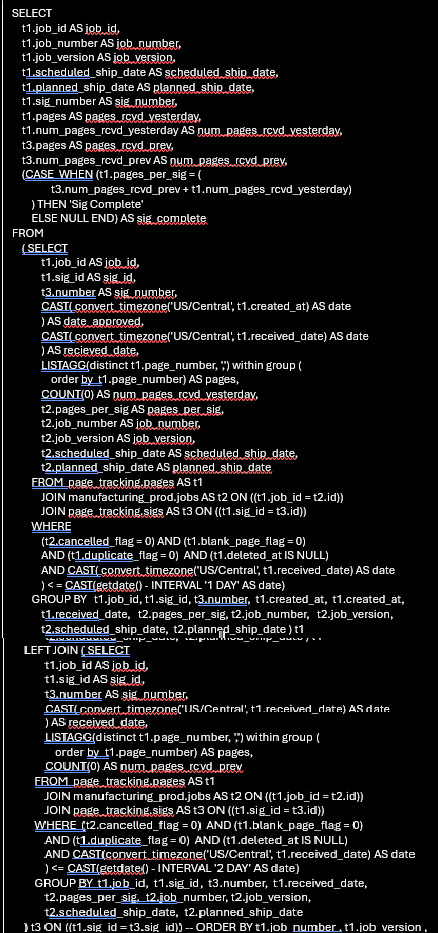 SELECT
t1.job_id AS job_id,
t1.job_number AS job_number,
t1.job_version AS job_version,
t1.scheduled_ship_date AS scheduled_ship_date,
t1.planned_ship_date AS planned_ship_date,
t1.sig_number AS sig_number,
t1.pages AS pages_rcvd_yesterday,
t1.num_pages_rcvd_yesterday AS num_pages_rcvd_yesterday,
t3.pages AS pages_rcvd_prev,
t3.num_pages_rcvd_prev AS num_pages_rcvd_prev,
(CASE WHEN (t1.pages_per_sig = (
t3.num_pages_rcvd_prev + t1.num_pages_rcvd_yesterday)
) THEN 'Sig Complete'
ELSE NULL END) AS sig_complete
FROM
( SELECT
t1.job_id AS job_id,
t1.sig_id AS sig_id,
t3.number AS sig_number,
CAST( convert_timezone('US/Central', t1.created_at) AS date
) AS date_approved,
CAST( convert_timezone('US/Central', t1.received_date) AS date
) AS recieved_date,
LISTAGG(distinct t1.page_number, ',') within group (
order by t1.page_number) AS pages,
COUNT(0) AS num_pages_rcvd_yesterday,
t2.pages_per_sig AS pages_per_sig,
t2.job_number AS job_number,
t2.job_version AS job_version,
t2.scheduled_ship_date AS scheduled_ship_date,
t2.planned_ship_date AS planned_ship_date
FROM page_tracking.pages AS t1
JOIN manufacturing_prod.jobs AS t2 ON ((t1.job_id = t2.id))
JOIN page_tracking.sigs AS t3 ON ((t1.sig_id = t3.id))
WHERE
(t2.cancelled_flag = 0) AND (t1.blank_page_flag = 0)
AND (t1.duplicate_flag = 0) AND (t1.deleted_at IS NULL)
AND CAST( convert_timezone('US/Central', t1.received_date) AS date
) <= CAST(getdate() - INTERVAL '1 DAY' AS date)
GROUP BY t1.job_id, t1.sig_id, t3.number, t1.created_at, t1.created_at,
t1.received_date, t2.pages_per_sig, t2.job_number, t2.job_version,
t2.scheduled_ship_date, t2.planned_ship_date ) t1
LEFT JOIN ( SELECT
t1.job_id AS job_id,
t1.sig_id AS sig_id,
t3.number AS sig_number,
CAST( convert_timezone('US/Central', t1.received_date) AS date
) AS received_date,
LISTAGG(distinct t1.page_number, ',') within group (
order by t1.page_number) AS pages,
COUNT(0) AS num_pages_rcvd_prev
FROM page_tracking.pages AS t1
JOIN manufacturing_prod.jobs AS t2 ON ((t1.job_id = t2.id))
JOIN page_tracking.sigs AS t3 ON ((t1.sig_id = t3.id))
WHERE (t2.cancelled_flag = 0) AND (t1.blank_page_flag = 0)
AND (t1.duplicate_flag = 0) AND (t1.deleted_at IS NULL)
AND CAST(convert_timezone('US/Central', t1.received_date) AS date
) <= CAST(getdate() - INTERVAL '2 DAY' AS date)
GROUP BY t1.job_id, t1.sig_id, t3.number, t1.received_date,
t2.pages_per_sig, t2.job_number, t2.job_version,
t2.scheduled_ship_date, t2.planned_ship_date
) t3 ON ((t1.sig_id = t3.sig_id)) -- ORDER BY t1.job_number, t1.job_version ,